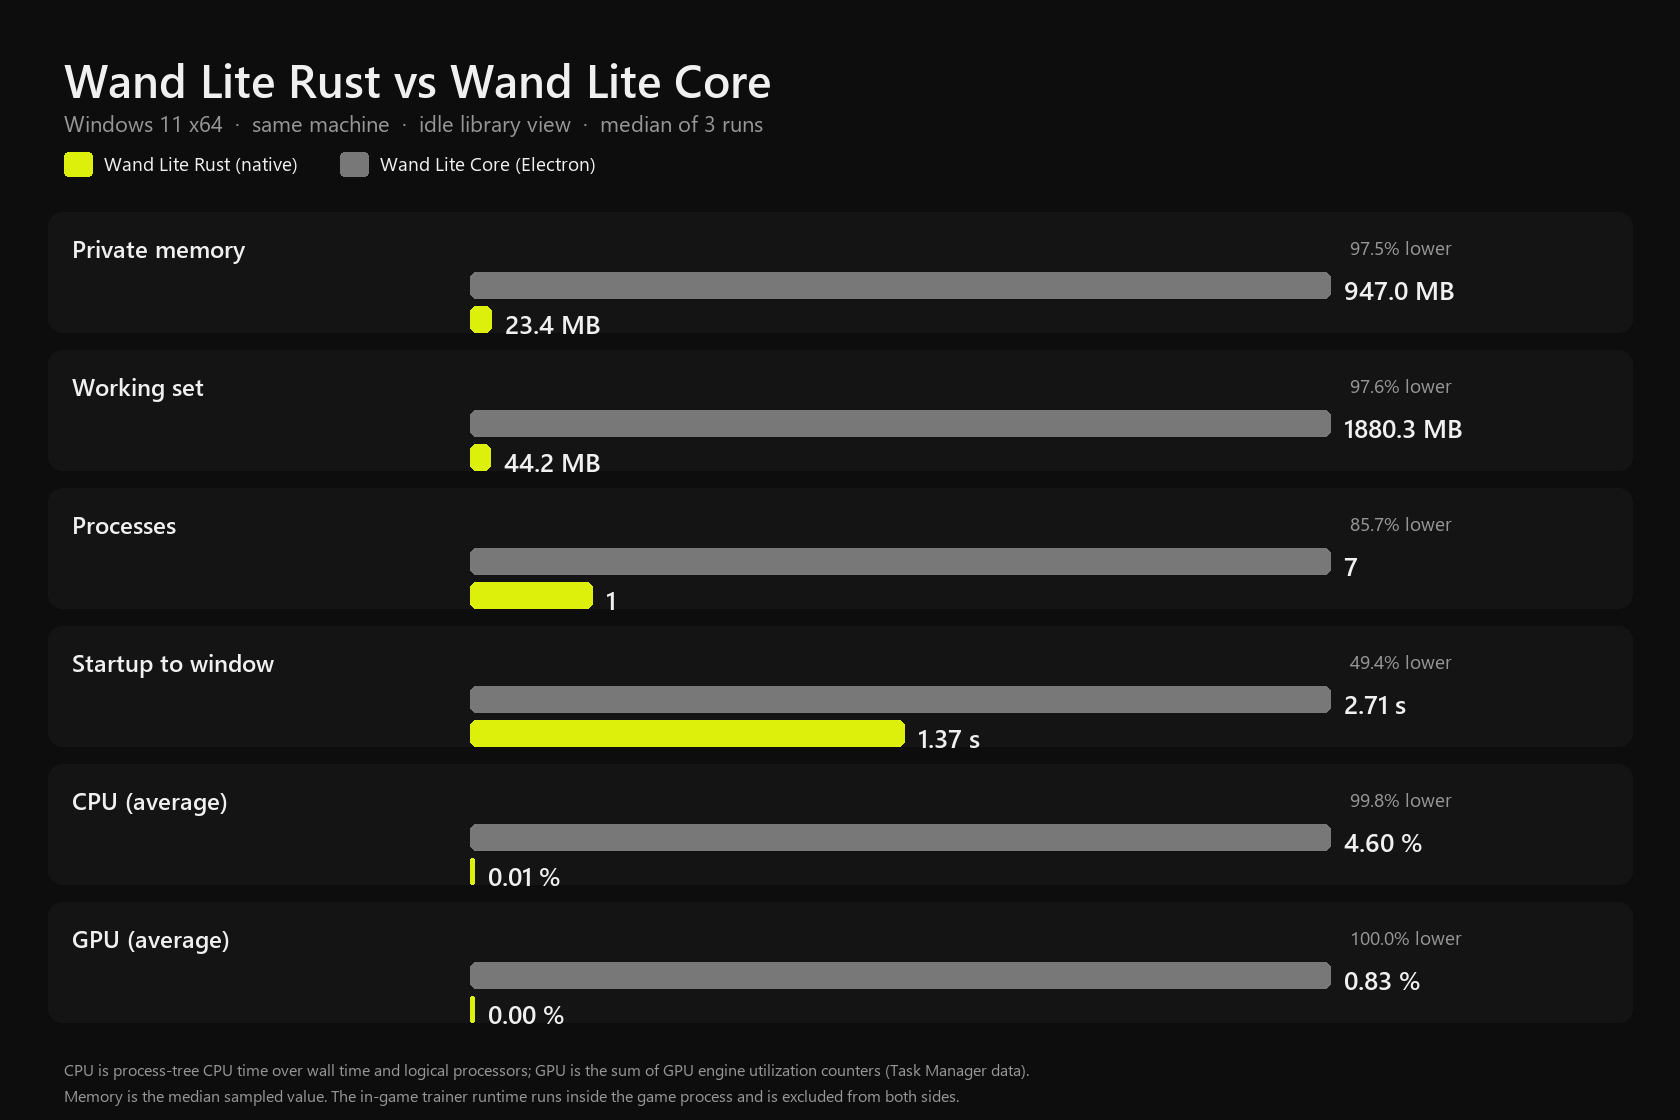 Wand Lite Rust vs Wand Lite Core
Windows 11 x64 · same machine · idle library view · median of 3 runs
Wand Lite Rust (native) Wand Lite Core (Electron)
Private memory
97.5% lower
947.0 MB
23.4 MB
Working set
97.6% lower
1880.3 MB
44.2 MB
Processes
85.7% lower
7
1
Startup to window
49.4% lower
2.71 s
1.37 s
CPU (average)
99.8% lower
4.60 %
0.01 %
GPU (average)
100.0% lower
0.83 %
0.00 %
CPU is process-tree CPU time over wall time and logical processors; GPU is the sum of GPU engine utilization counters (Task Manager data).
Memory is the median sampled value. The in-game trainer runtime runs inside the game process and is excluded from both sides.